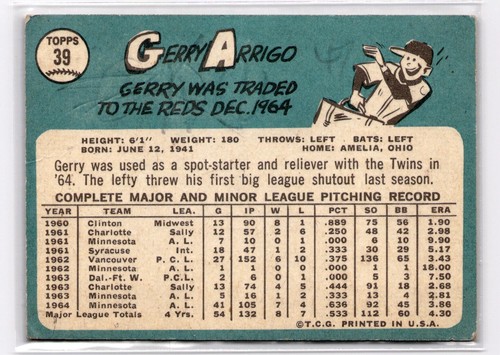 TOPPS
39
GERRY ARRIGO
GERRY WAS TRADED
TO THE REDS DEC. 1964
HEIGHT: 6'1" WEIGHT: 180 THROWS: LEFT BATS: LEFT
BORN: JUNE 12, 1941 HOME: AMELIA, OHIO
Gerry was used as a spot-starter and reliever with the Twins in
'64. The lefty threw his first big league shutout last season.
COMPLETE MAJOR AND MINOR LEAGUE PITCHING RECORD
YEAR TEAM LEA. G IP W L PCT SO BB ERA
1960 Clinton Midwest 13 90 8 1 .889 75 56 1.90
1961 Charlotte Sally 12 57 2 6 .250 48 42 2.98
1961 Minnesota A. L. 7 10 0 1 .000 6 10 9.90
1961 Syracuse Int. 18 47 1 2 .333 30 29 5.17
1962 Vancouver P.C.L. 27 152 6 10 .375 136 65 3.43
1962 Minnesota A. L. 1 1 0 0 .000 1 1 18.00
1963 Dal.-Ft. W. P.C.L. 2 6 0 1 .000 5 3 7.50
1963 Charlotte Sally 13 74 4 5 .444 91 18 2.68
1963 Minnesota A. L. 5 16 1 2 .333 13 4 2.81
1964 Minnesota A. L. 41 105 7 4 .636 92 45 3.86
Major League Totals 4 Yrs. 54 132 8 7 .533 112 60 4.30
©T.C.G. PRINTED IN U.S.A.